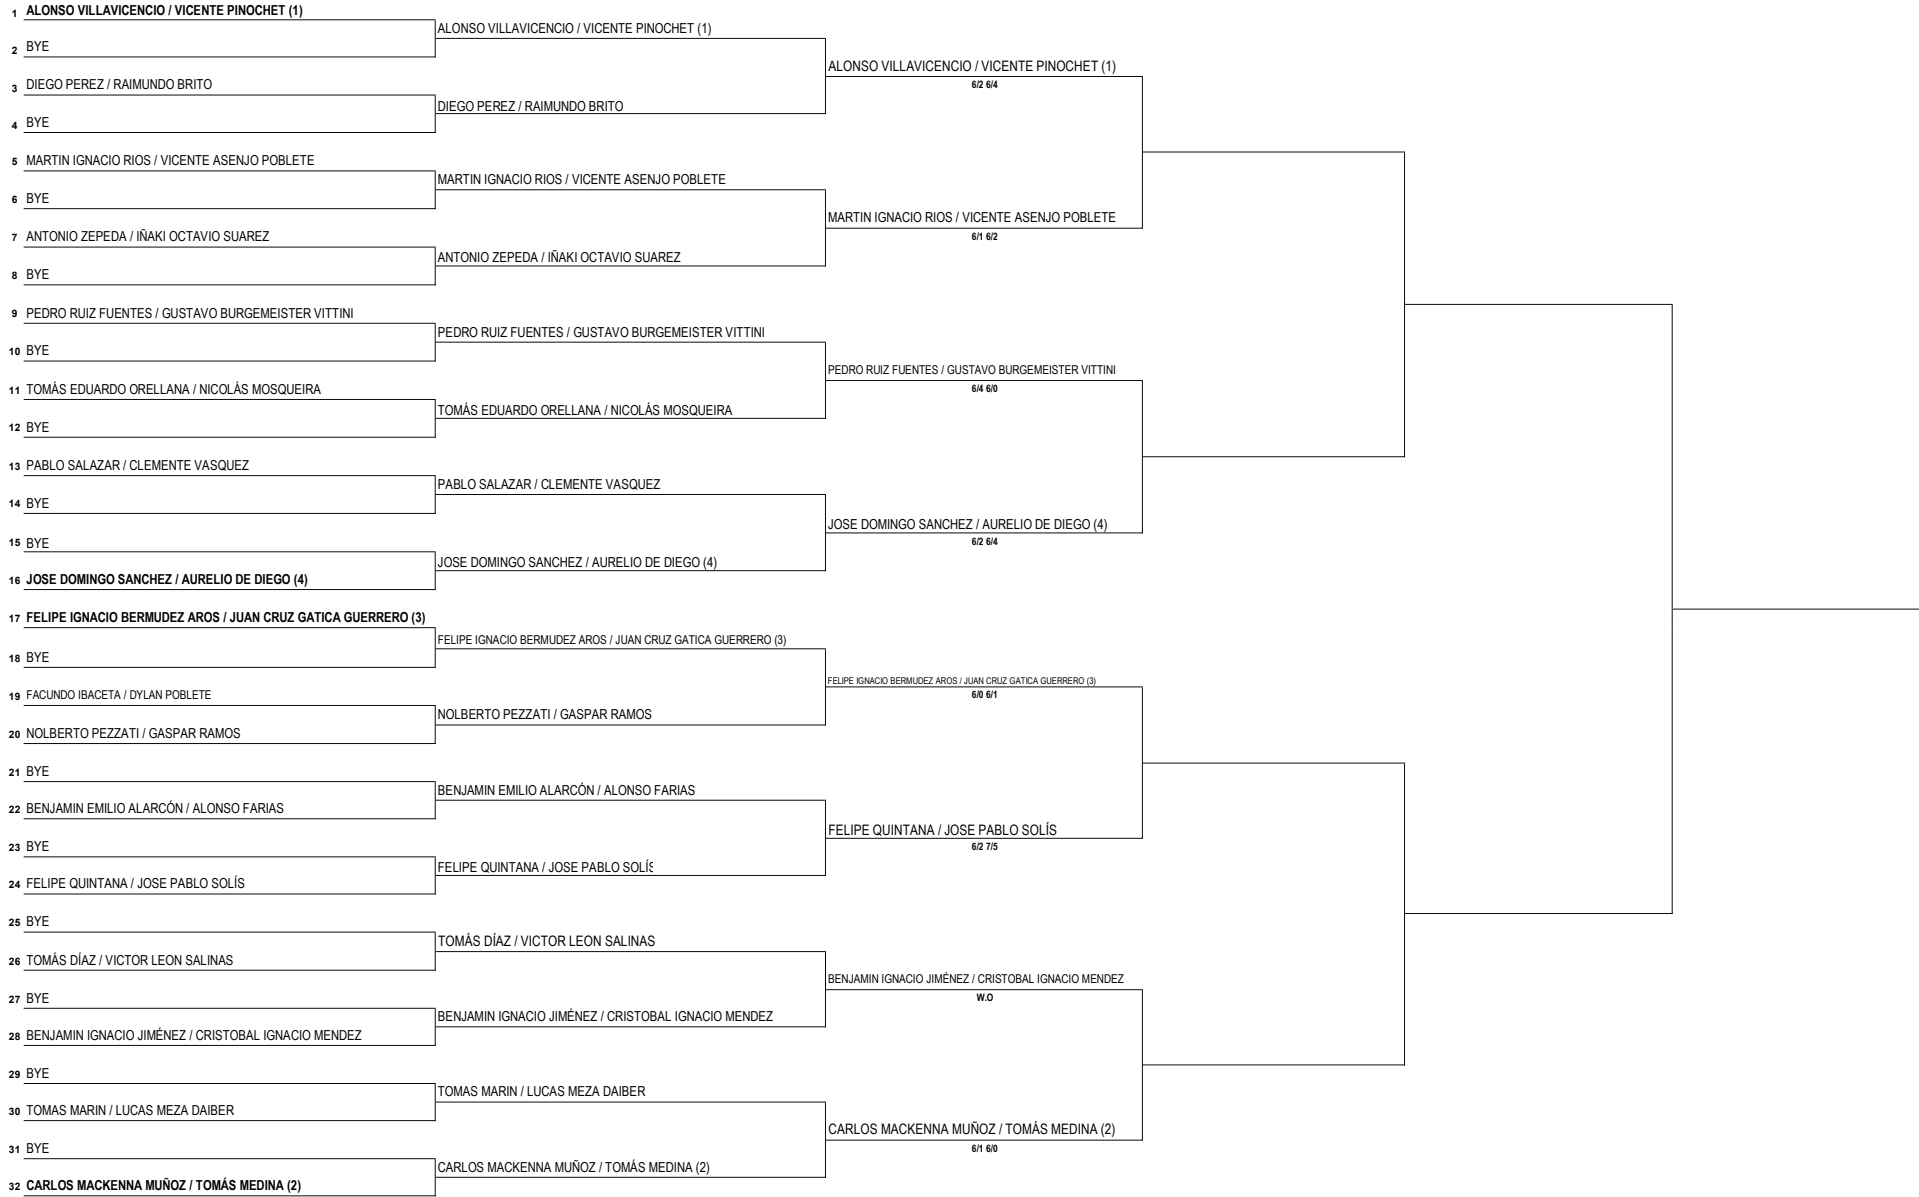 1 ALONSO VILLAVICENCIO / VICENTE PINOCHET (1)
2 BYE
3 DIEGO PEREZ / RAIMUNDO BRITO
4 BYE
5 MARTIN IGNACIO RIOS / VICENTE ASENJO POBLETE
6 BYE
7 ANTONIO ZEPEDA / IÑAKI OCTAVIO SUAREZ
8 BYE
9 PEDRO RUIZ FUENTES / GUSTAVO BURGEMEISTER VITTINI
10 BYE
11 TOMÁS EDUARDO ORELLANA / NICOLÁS MOSQUEIRA
12 BYE
13 PABLO SALAZAR / CLEMENTE VASQUEZ
14 BYE
15 BYE
16 JOSE DOMINGO SANCHEZ / AURELIO DE DIEGO (4)
17 FELIPE IGNACIO BERMUDEZ AROS / JUAN CRUZ GATICA GUERRERO (3)
18 BYE
19 FACUNDO IBACETA / DYLAN POBLETE
20 NOLBERTO PEZZATI / GASPAR RAMOS
21 BYE
22 BENJAMIN EMILIO ALARCÓN / ALONSO FARIAS
23 BYE
24 FELIPE QUINTANA / JOSE PABLO SOLÍS
25 BYE
26 TOMÁS DÍAZ / VICTOR LEON SALINAS
27 BYE
28 BENJAMIN IGNACIO JIMÉNEZ / CRISTOBAL IGNACIO MENDEZ
29 BYE
30 TOMAS MARIN / LUCAS MEZA DAIBER
31 BYE
32 CARLOS MACKENNA MUÑOZ / TOMÁS MEDINA (2)
ALONSO VILLAVICENCIO / VICENTE PINOCHET (1)
DIEGO PEREZ / RAIMUNDO BRITO
MARTIN IGNACIO RIOS / VICENTE ASENJO POBLETE
ANTONIO ZEPEDA / IÑAKI OCTAVIO SUAREZ
PEDRO RUIZ FUENTES / GUSTAVO BURGEMEISTER VITTINI
TOMÁS EDUARDO ORELLANA / NICOLÁS MOSQUEIRA
PABLO SALAZAR / CLEMENTE VASQUEZ
JOSE DOMINGO SANCHEZ / AURELIO DE DIEGO (4)
FELIPE IGNACIO BERMUDEZ AROS / JUAN CRUZ GATICA GUERRERO (3)
NOLBERTO PEZZATI / GASPAR RAMOS
BENJAMIN EMILIO ALARCÓN / ALONSO FARIAS
FELIPE QUINTANA / JOSE PABLO SOLÍS
TOMÁS DÍAZ / VICTOR LEON SALINAS
BENJAMIN IGNACIO JIMÉNEZ / CRISTOBAL IGNACIO MENDEZ
TOMAS MARIN / LUCAS MEZA DAIBER
CARLOS MACKENNA MUÑOZ / TOMÁS MEDINA (2)
ALONSO VILLAVICENCIO / VICENTE PINOCHET (1)
6/2 6/4
MARTIN IGNACIO RIOS / VICENTE ASENJO POBLETE
6/1 6/2
PEDRO RUIZ FUENTES / GUSTAVO BURGEMEISTER VITTINI
6/4 6/0
JOSE DOMINGO SANCHEZ / AURELIO DE DIEGO (4)
6/2 6/4
FELIPE IGNACIO BERMUDEZ AROS / JUAN CRUZ GATICA GUERRERO (3)
6/0 6/1
FELIPE QUINTANA / JOSE PABLO SOLÍS
6/2 7/5
BENJAMIN IGNACIO JIMÉNEZ / CRISTOBAL IGNACIO MENDEZ
W.O
CARLOS MACKENNA MUÑOZ / TOMÁS MEDINA (2)
6/1 6/0